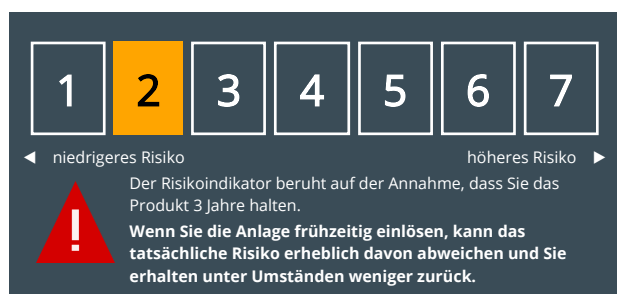 1 2 3 4 5 6 7
◄ niedrigeres Risiko höheres Risiko ►
Der Risikoindikator beruht auf der Annahme, dass Sie das
Produkt 3 Jahre halten.
Wenn Sie die Anlage frühzeitig einlösen, kann das
tatsächliche Risiko erheblich davon abweichen und Sie
erhalten unter Umständen weniger zurück.